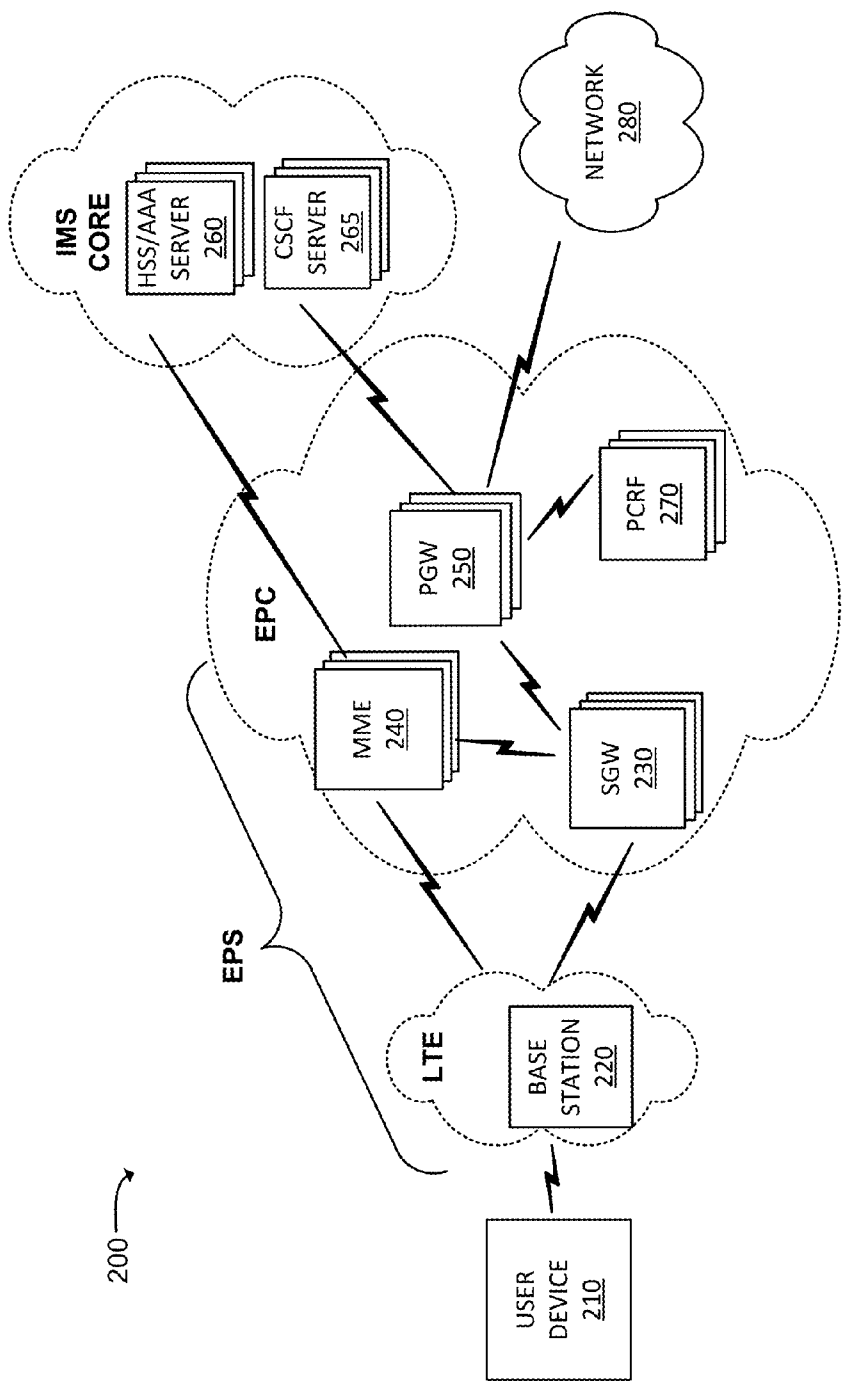 200
EPS
IMS
CORE
HSS/AAA
SERVER
260
CSCF
SERVER
265
EPC
MME
240
PGW
250
NETWORK
280
LTE
BASE
STATION
220
SGW
230
PCRF
270
USER
DEVICE
210